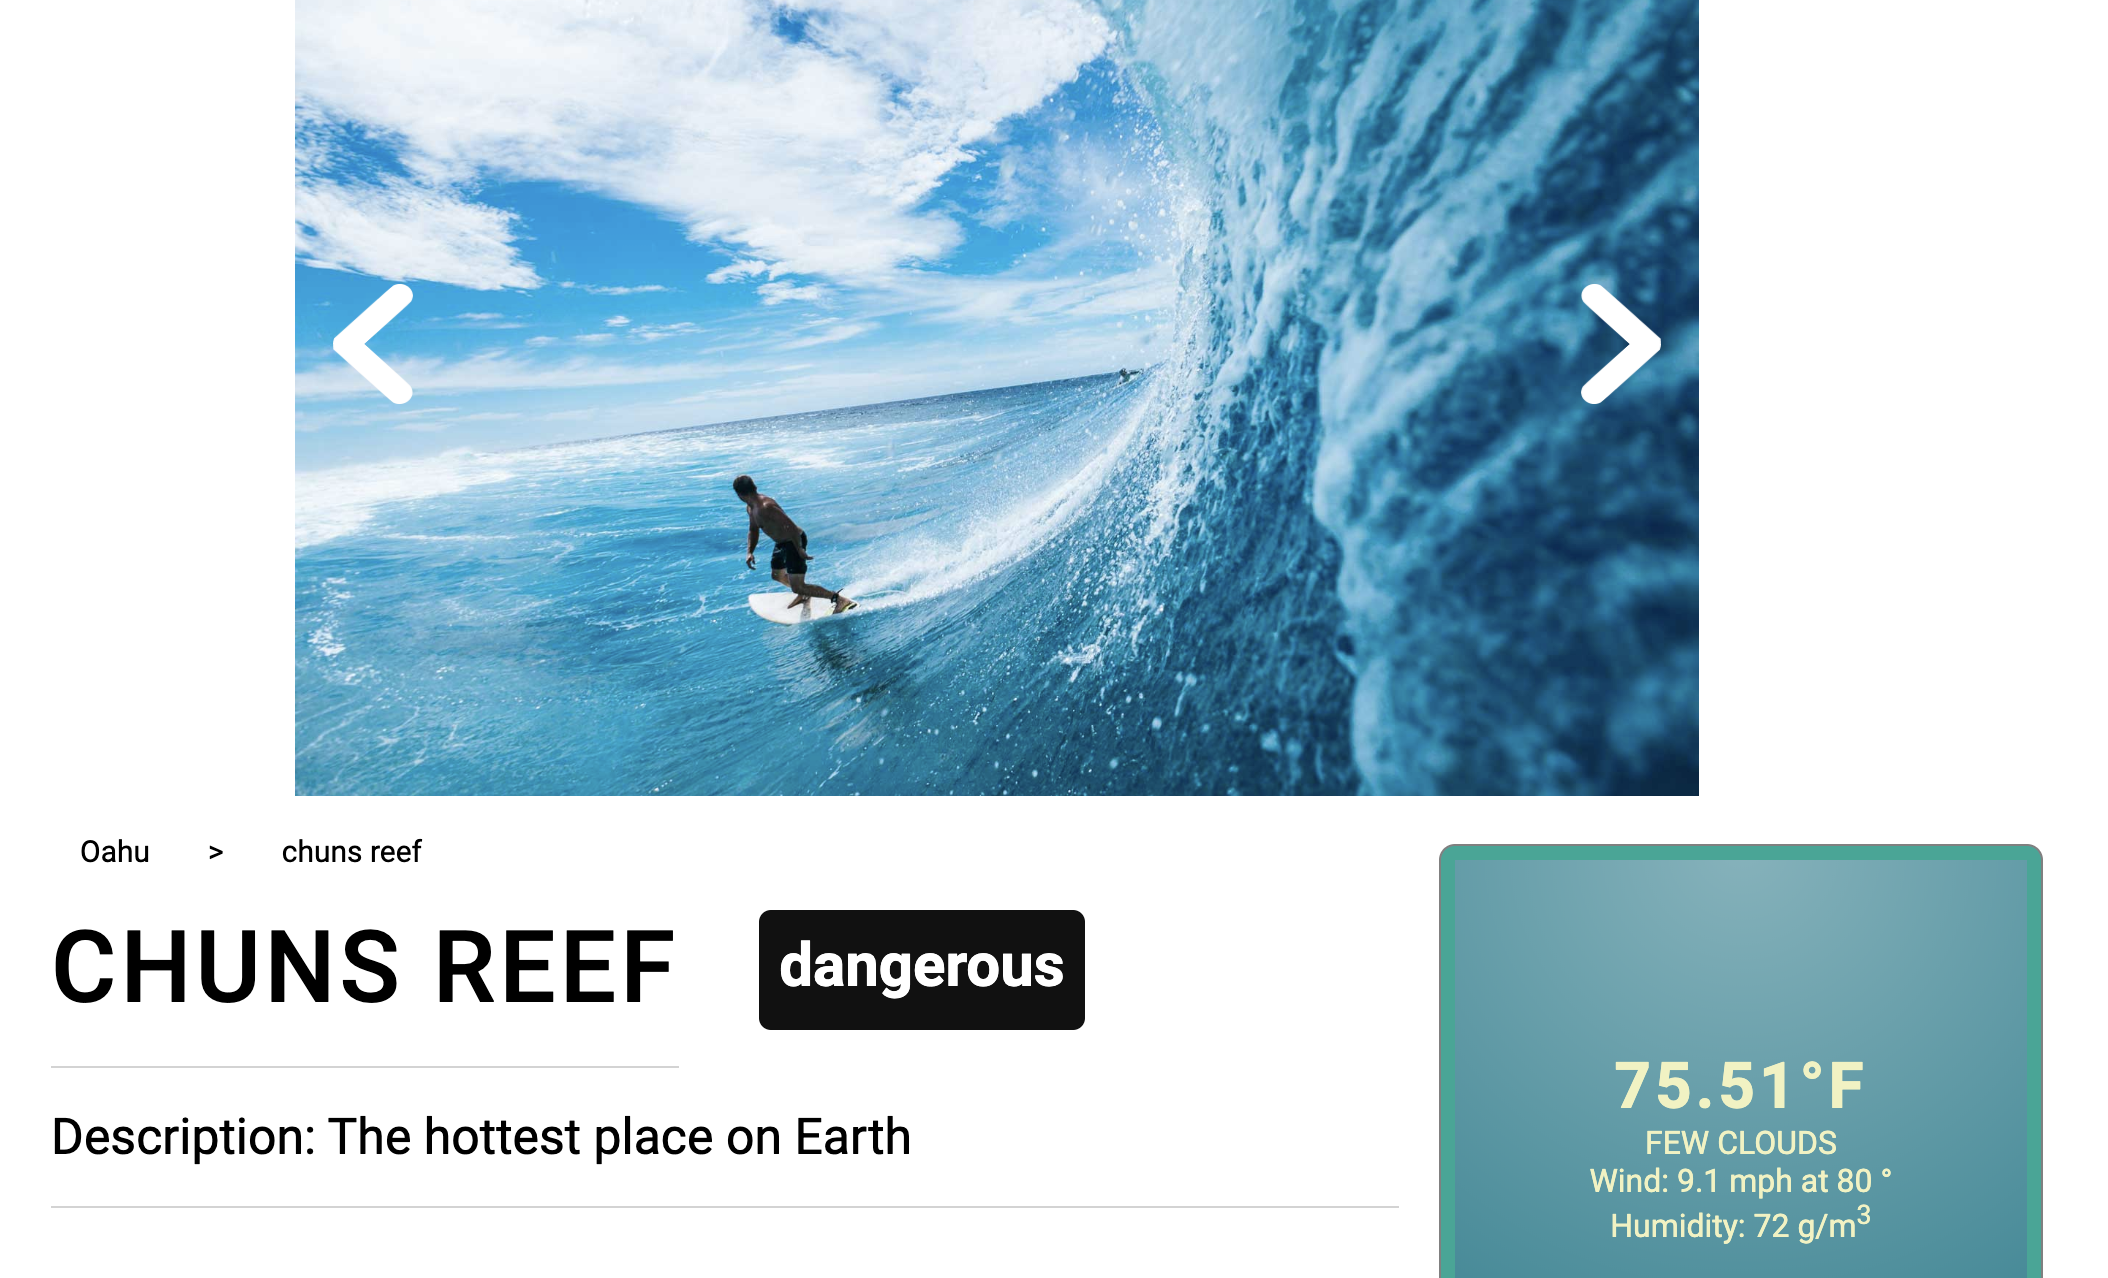 Oahu > chuns reef
CHUNS REEF
dangerous
Description: The hottest place on Earth
75.51°F
FEW CLOUDS
Wind: 9.1 mph at 80 °
Humidity: 72 g/m³